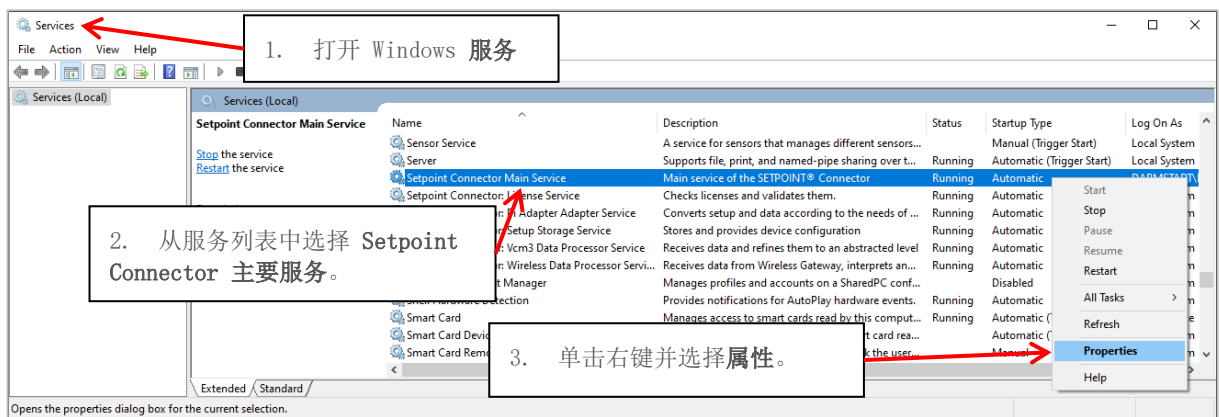 Services
File Action View Help
1. 打开 Windows 服务
Services (Local)
Services (Local)
Setpoint Connector Main Service
Stop the service
Restart the service
Name Description Status Startup Type Log On As
Sensor Service A service for sensors that manages different sensors... Manual (Trigger Start) Local System
Server Supports file, print, and named-pipe sharing over t... Running Automatic (Trigger Start) Local System
Setpoint Connector Main Service Main service of the SETPOINT® Connector Running Automatic
Setpoint Connector: License Service Checks licenses and validates them. Running Automatic
Adapter Adapter Service Converts setup and data according to the needs of ... Running Automatic
Setup Storage Service Stores and provides device configuration Running Automatic
Vcm3 Data Processor Service Receives data and refines them to an abstracted level Running Automatic
Wireless Data Processor Servi... Receives data from Wireless Gateway, interprets an... Running Automatic
Manager Manages profiles and accounts on a SharedPC conf... Disabled
Detection Provides notifications for AutoPlay hardware events. Running Automatic
Smart Card Manages access to smart cards read by this comput... Running Automatic
Smart Card Devic t card rea... Automatic
Smart Card Remo k the user...
2. 从服务列表中选择 Setpoint
Connector 主要服务。
3. 单击右键并选择属性。
Start
Stop
Pause
Resume
Restart
All Tasks >
Refresh
Properties
Help
Extended Standard
Opens the properties dialog box for the current selection.